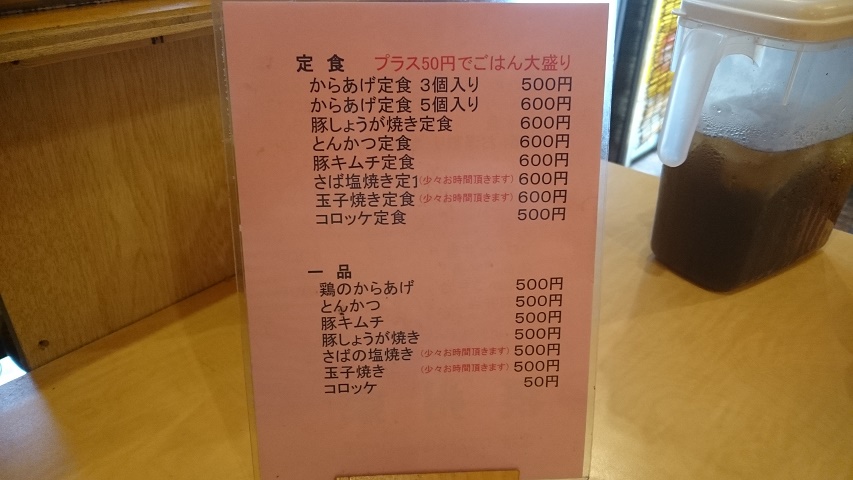 定食 プラス50円でごはん大盛り
からあげ定食 3個入り 500円
からあげ定食 5個入り 600円
豚しょうが焼き定食 600円
とんかつ定食 600円
豚キムチ定食 600円
さば塩焼き定1(少々お時間頂きます) 600円
玉子焼き定食(少々お時間頂きます) 600円
コロッケ定食 500円
一品
鶏のからあげ 500円
とんかつ 500円
豚キムチ 500円
豚しょうが焼き 500円
さばの塩焼き (少々お時間頂きます) 500円
玉子焼き (少々お時間頂きます) 500円
コロッケ 50円